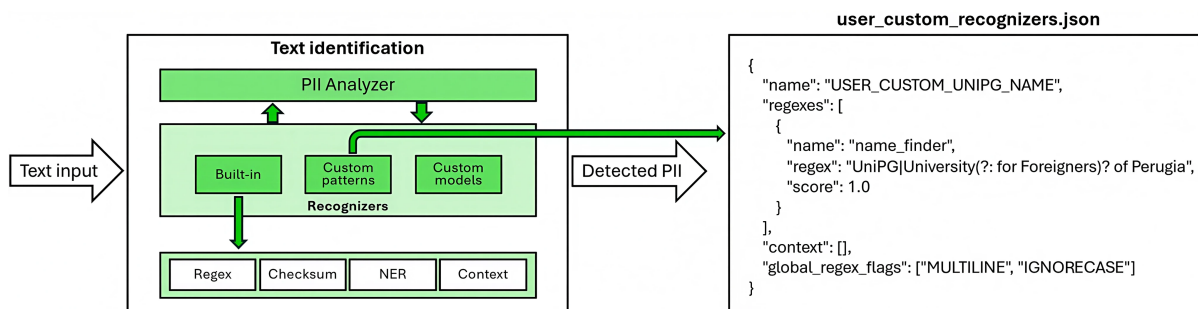 Text identification
PII Analyzer
Text input
Built-in
Custom
patterns
Custom
models
Recognizers
Regex
Checksum
NER
Context
Detected PII
user_custom_recognizers.json
{
"name": "USER_CUSTOM_UNIPG_NAME",
"regexes": [
{
"name": "name_finder",
"regex": "UniPG|University(?: for Foreigners)? of Perugia",
"score": 1.0
}
],
"context": [],
"global_regex_flags": ["MULTILINE", "IGNORECASE"]
}